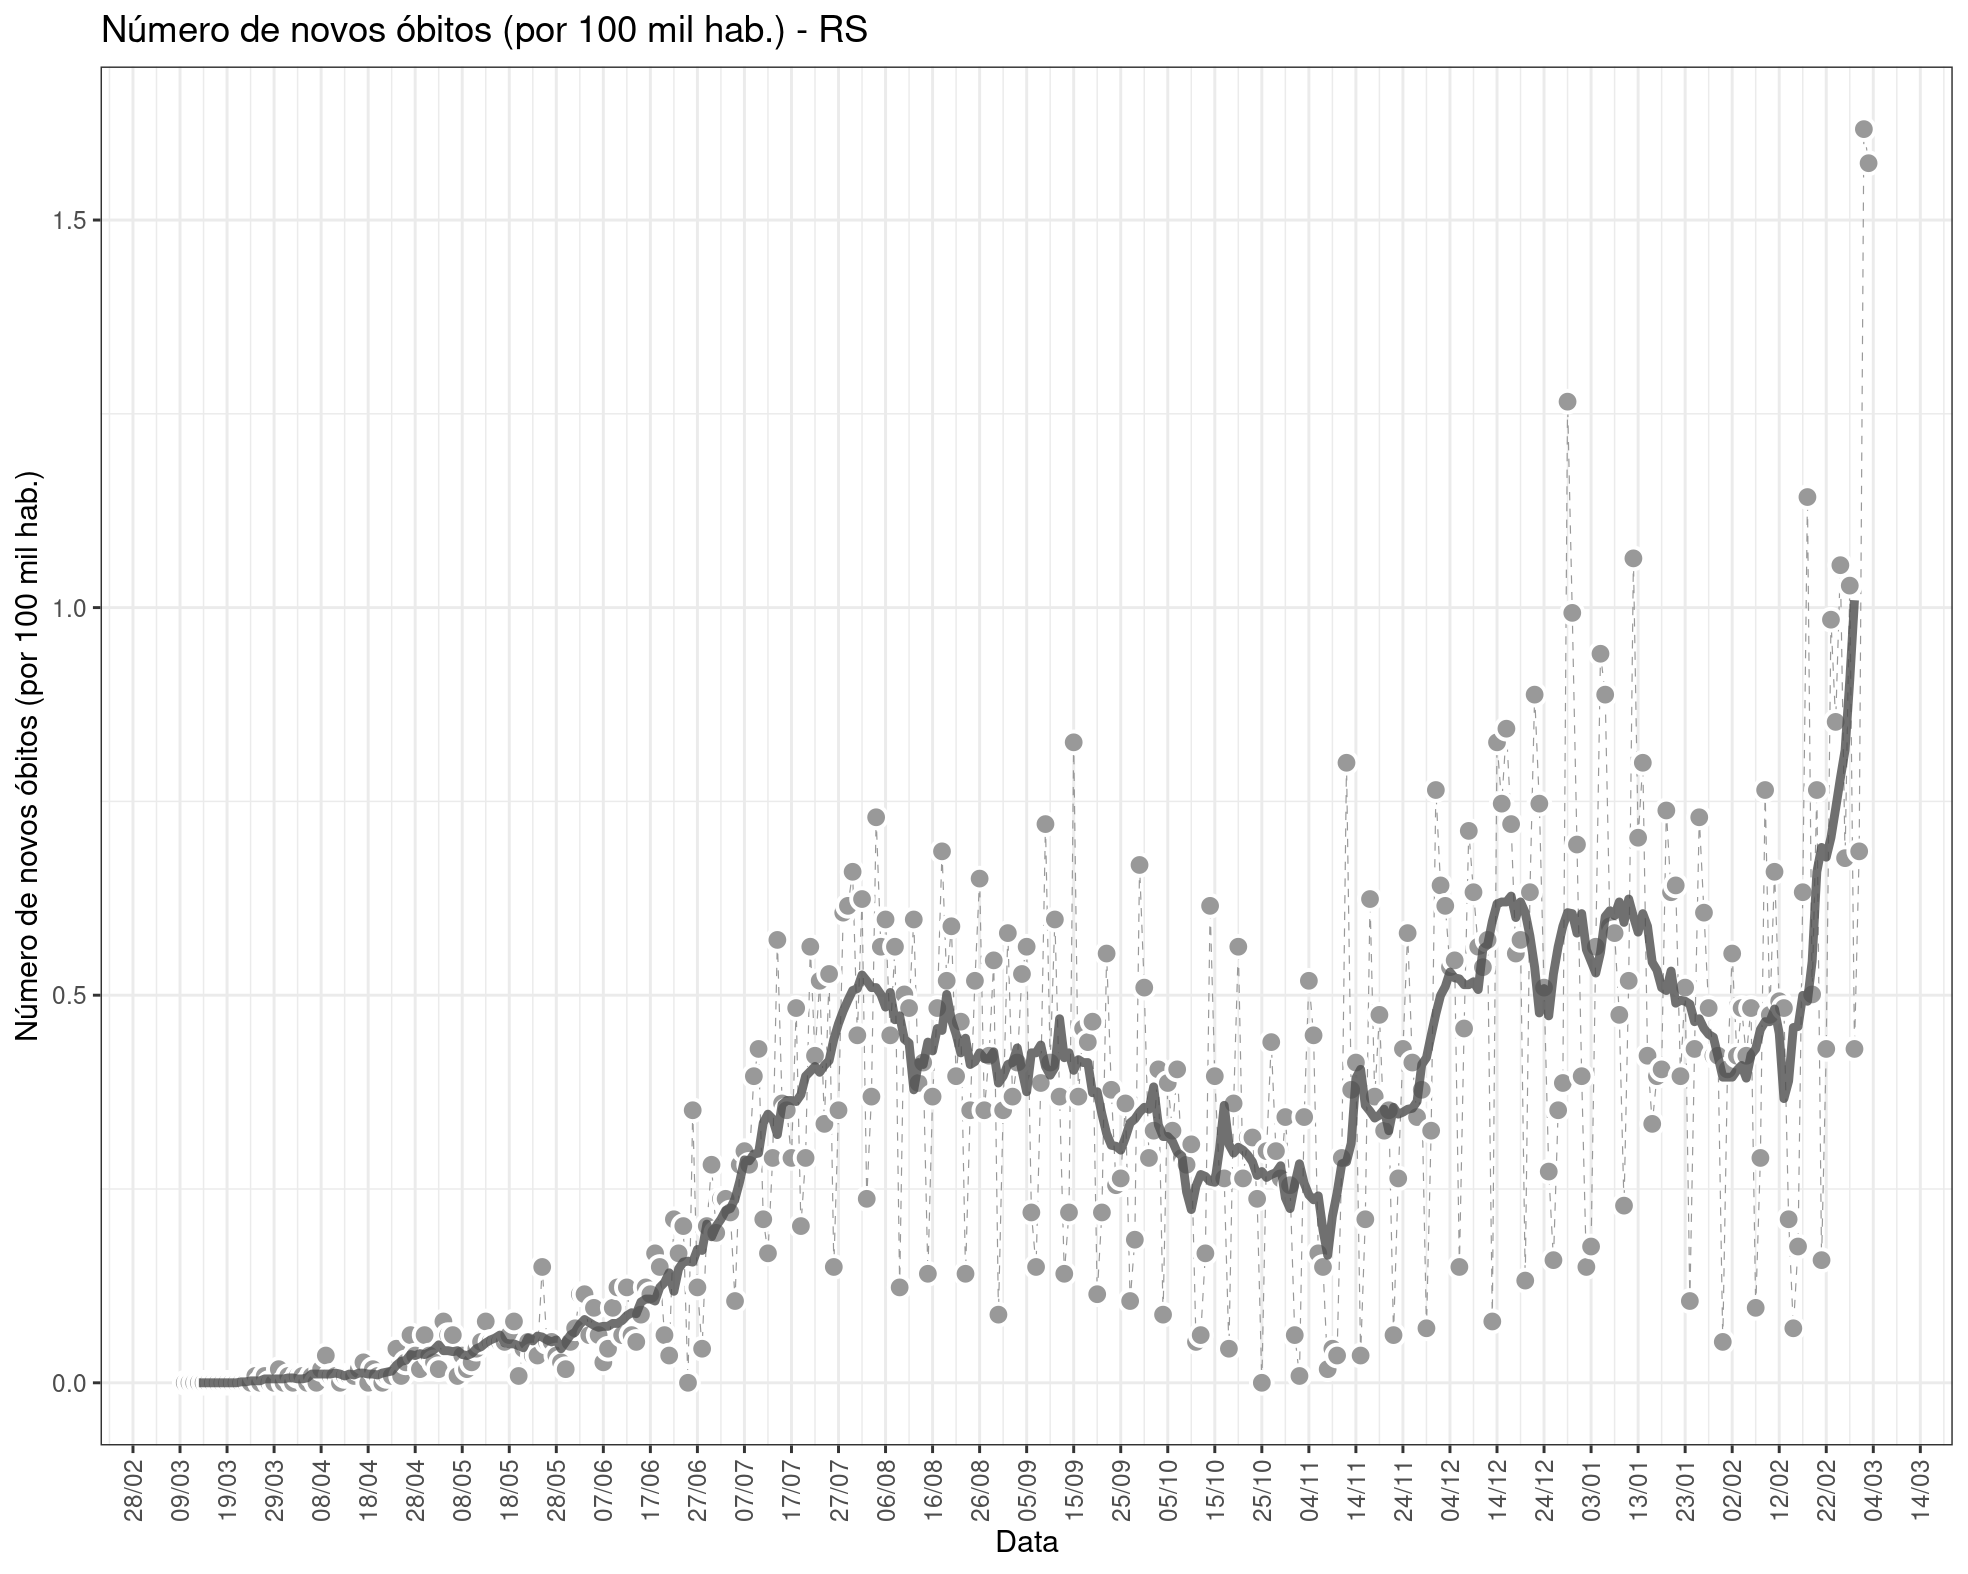 Número de novos óbitos (por 100 mil hab.) - RS
Número de novos óbitos (por 100 mil hab.)
1.5
1.0
0.5
0.0
28/02 09/03 19/03 29/03 08/04 18/04 28/04 08/05 18/05 28/05 07/06 17/06 27/06 07/07 17/07 27/07 06/08 16/08 26/08 05/09 15/09 25/09 05/10 15/10 25/10 04/11 14/11 24/11 04/12 14/12 24/12 03/01 13/01 23/01 02/02 12/02 22/02 04/03 14/03
Data